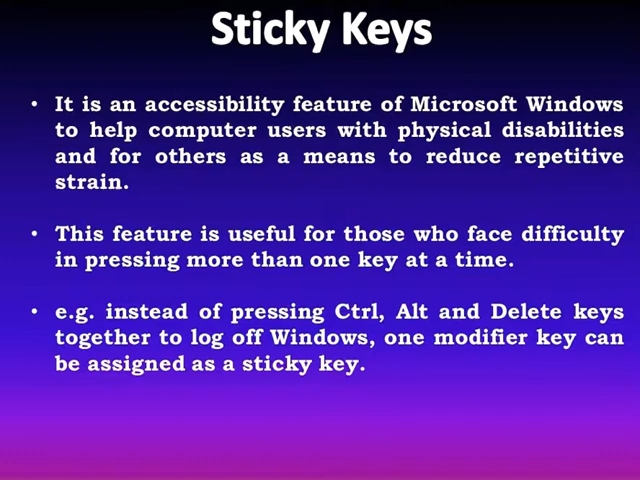 Sticky Keys
• It is an accessibility feature of Microsoft Windows
to help computer users with physical disabilities
and for others as a means to reduce repetitive
strain.
• This feature is useful for those who face difficulty
in pressing more than one key at a time.
• e.g. instead of pressing Ctrl, Alt and Delete keys
together to log off Windows, one modifier key can
be assigned as a sticky key.